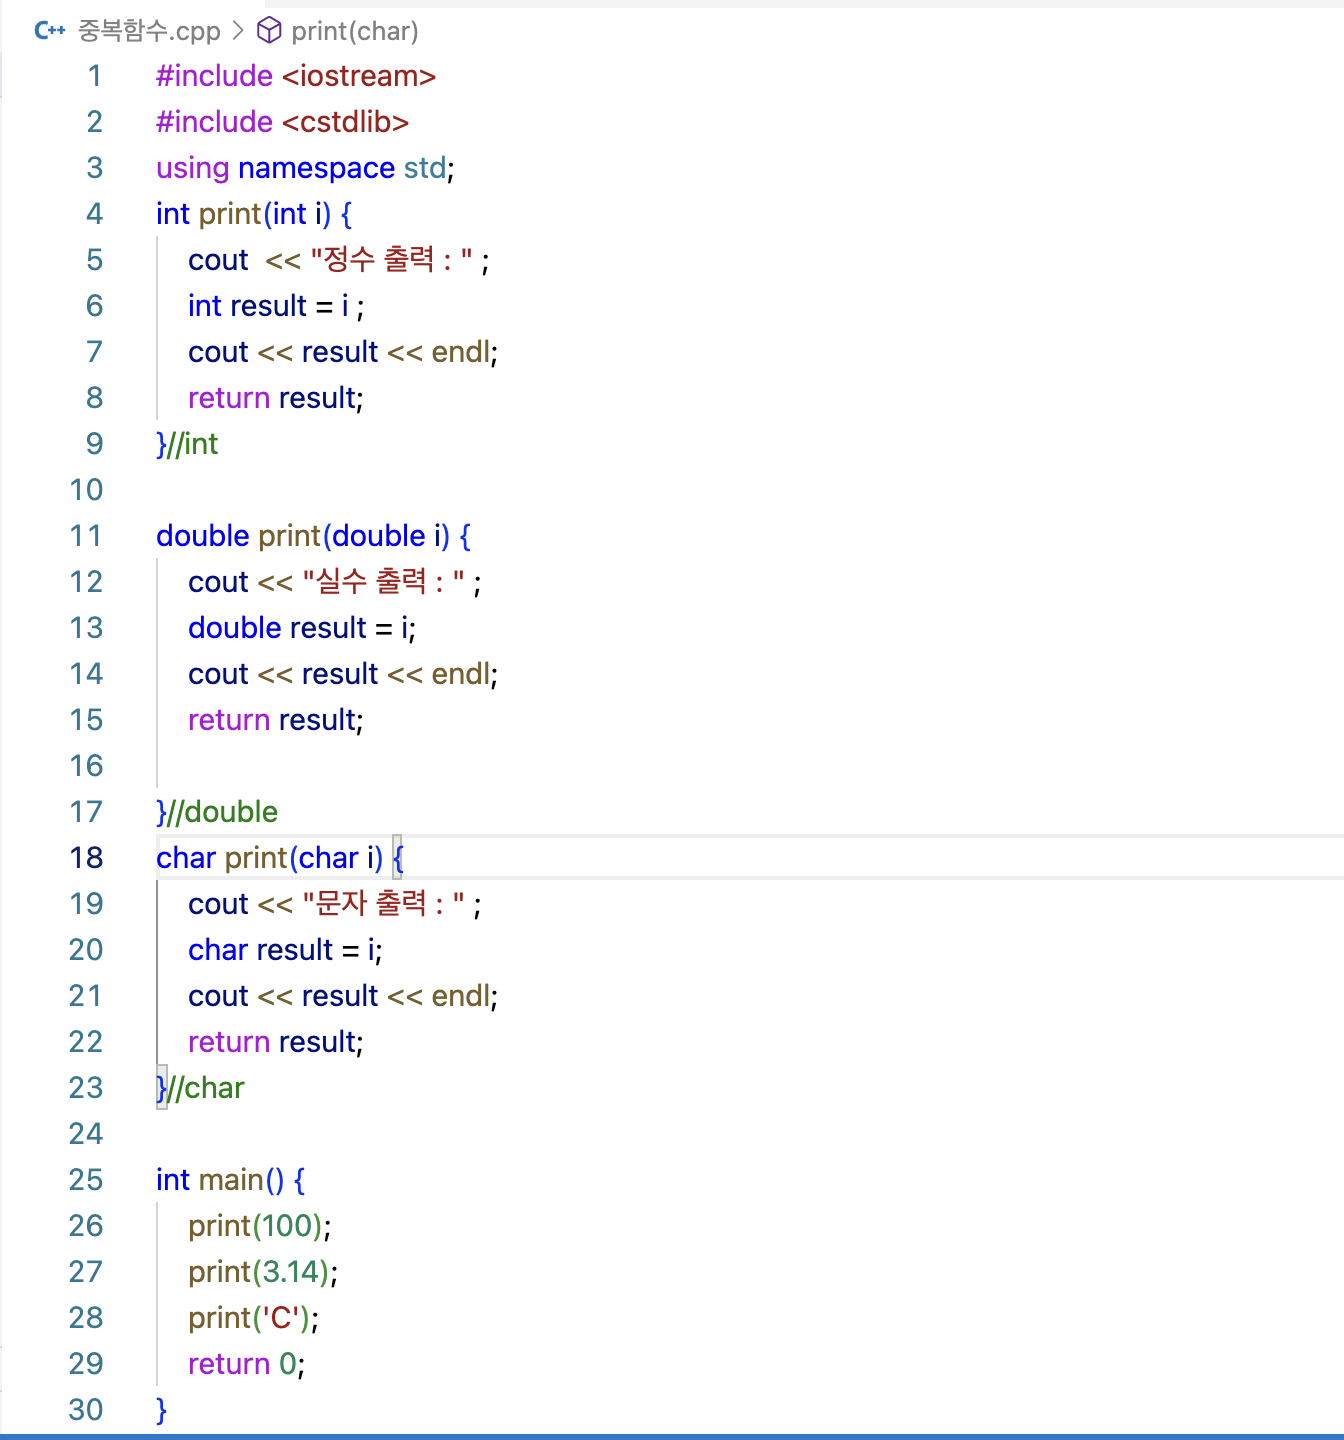 C++ 중복함수.cpp > print(char)
1 #include <iostream>
2 #include <cstdlib>
3 using namespace std;
4 int print(int i) {
5     cout  << "정수 출력 : " ;
6     int result = i ;
7     cout << result << endl;
8     return result;
9 }//int
10
11 double print(double i) {
12     cout << "실수 출력 : " ;
13     double result = i;
14     cout << result << endl;
15     return result;
16
17 }//double
18 char print(char i) {
19     cout << "문자 출력 : " ;
20     char result = i;
21     cout << result << endl;
22     return result;
23 }//char
24
25 int main() {
26     print(100);
27     print(3.14);
28     print('C');
29     return 0;
30 }